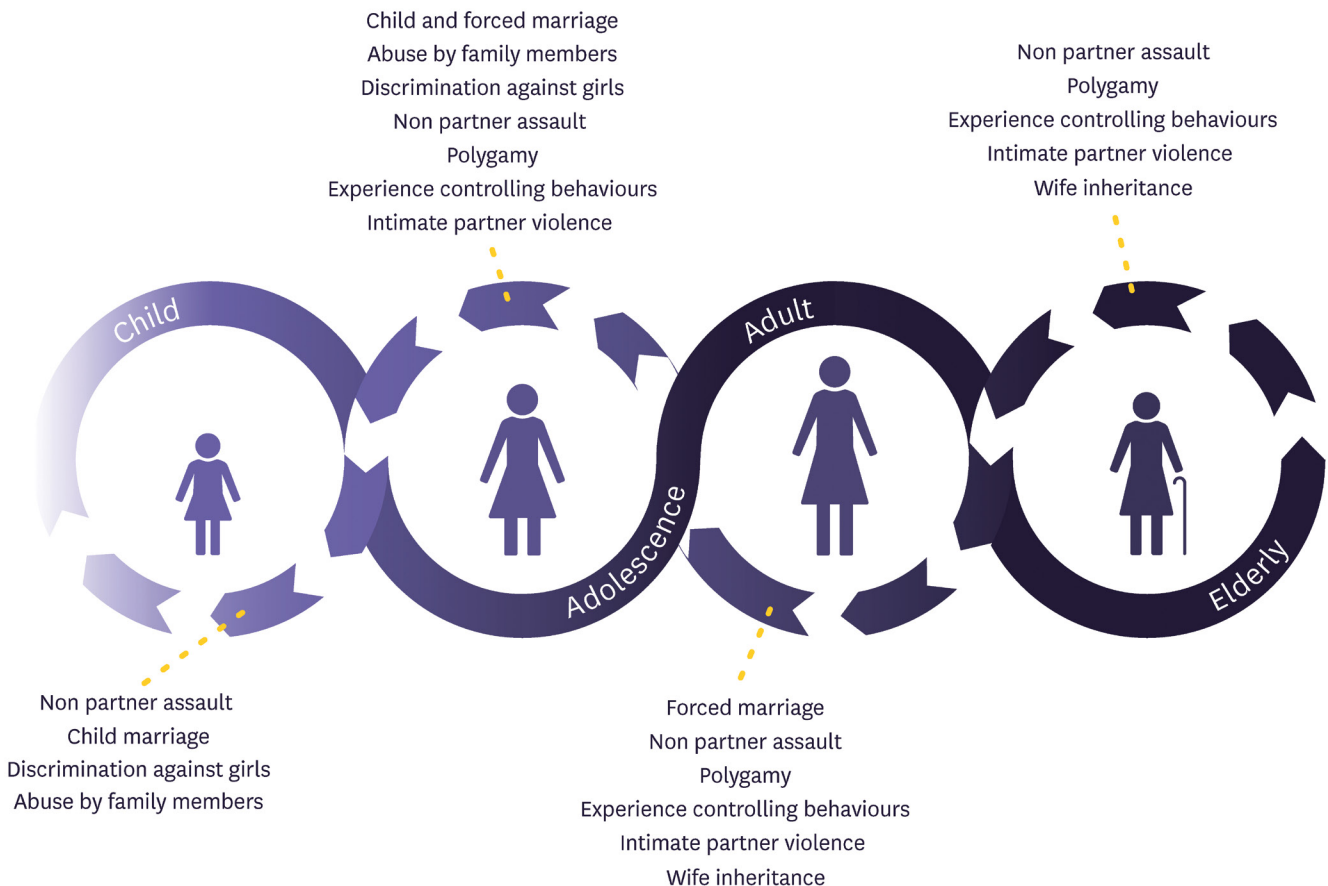 Child and forced marriage
Abuse by family members
Discrimination against girls
Non partner assault
Polygamy
Experience controlling behaviours
Intimate partner violence
Non partner assault
Polygamy
Experience controlling behaviours
Intimate partner violence
Wife inheritance
Child
Adolescence
Adult
Elderly
Non partner assault
Child marriage
Discrimination against girls
Abuse by family members
Forced marriage
Non partner assault
Polygamy
Experience controlling behaviours
Intimate partner violence
Wife inheritance